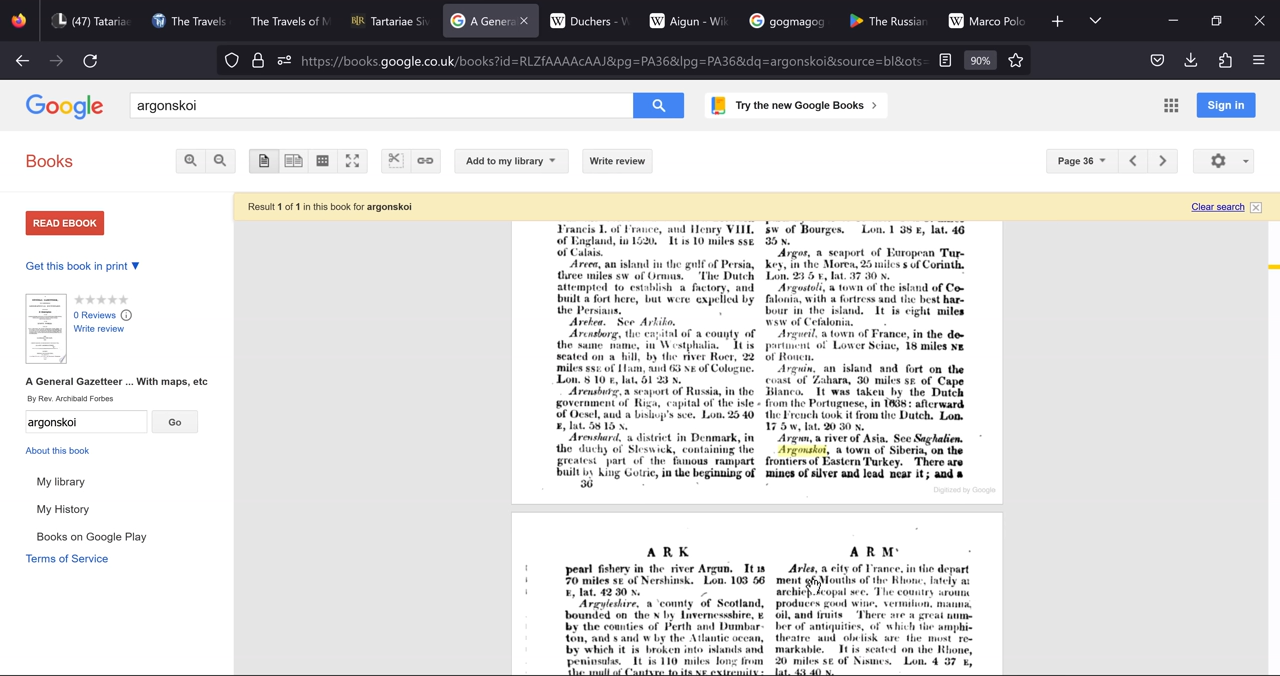 (47) Tatariae
The Travels
The Travels of M
Tartariae Siv
A Genera
Duchers - W
Aigun - Wik
gogmagog
The Russian
Marco Polo
https://books.google.co.uk/books?id=RLZfAAAAcAAJ&pg=PA36&lpg=PA36&dq=argonskoi&source=bl&ots=
90%
Google
argonskoi
Try the new Google Books
Sign in
Books
Add to my library
Write review
Page 36
Result 1 of 1 in this book for argonskoi
Clear search
READ EBOOK
Get this book in print ▼
0 Reviews
Write review
A General Gazetteer ... With maps, etc
By Rev. Archibald Forbes
argonskoi
Go
About this book
My library
My History
Books on Google Play
Terms of Service
Francis I. of France, and Henry VIII.
of England, in 1520. It is 10 miles SSE
of Calais.
Areca, an island in the gulf of Persia,
three miles SW of Ormus. The Dutch
attempted to establish a factory, and
built a fort here, but were expelled by
the Persians.
Arekea. See Arkiko.
Arensborg, the capital of a county of
the same name, in Westphalia. It is
seated on a hill, by the river Roer, 22
miles SSE of Ham, and 63 NE of Cologne.
Lon. 8 10 E, lat. 51 23 N.
Arensburg, a seaport of Russia, in the
government of Riga, capital of the isle
of Oesel, and a bishop's see. Lon. 25 40
E, lat. 58 15 N.
Arenshard, a district in Denmark, in
the duchy of Sleswick, containing the
greatest part of the famous rampart
built by king Gotric, in the beginning of
36
SW of Bourges. Lon. 1 38 E, lat. 46
35 N.
Argos, a seaport of European Tur-
key, in the Morea, 25 miles S of Corinth.
Lon. 23 5 E, lat. 37 30 N.
Argostoli, a town of the island of Ce-
falonia, with a fortress and the best har-
bour in the island. It is eight miles
WSW of Cefalonia.
Argueil, a town of France, in the de-
partment of Lower Seine, 18 miles NE
of Rouen.
Arguin, an island and fort on the
coast of Zahara, 30 miles SE of Cape
Blanco. It was taken by the Dutch
from the Portuguese, in 1638: afterward
the French took it from the Dutch. Lon.
17 5 W, lat. 20 30 N.
Argun, a river of Asia. See Saghalien.
Argonskoi, a town of Siberia, on the
frontiers of Eastern Turkey. There are
mines of silver and lead near it; and a
Digitized by Google
ARK
pearl fishery in the river Argun. It is
70 miles SE of Nershinsk. Lon. 103 56
E, lat. 42 30 N.
Argyleshire, a county of Scotland,
bounded on the N by Invernessshire, E
by the counties of Perth and Dumbar-
ton, and S and W by the Atlantic ocean,
by which it is broken into islands and
peninsulas. It is 110 miles long from
the mull of Cantyre to its NE extremity;
ARM
Arles, a city of France, in the depart
ment of Mouths of the Rhone, lately an
archiepiscopal see. The country around
produces good wine, vermilion, manna,
oil, and fruits There are a great num-
ber of antiquities, of which the amphi-
theatre and obelisk are the most re-
markable. It is seated on the Rhone,
20 miles SE of Nismes. Lon. 4 37 E,
lat. 43 40 N.